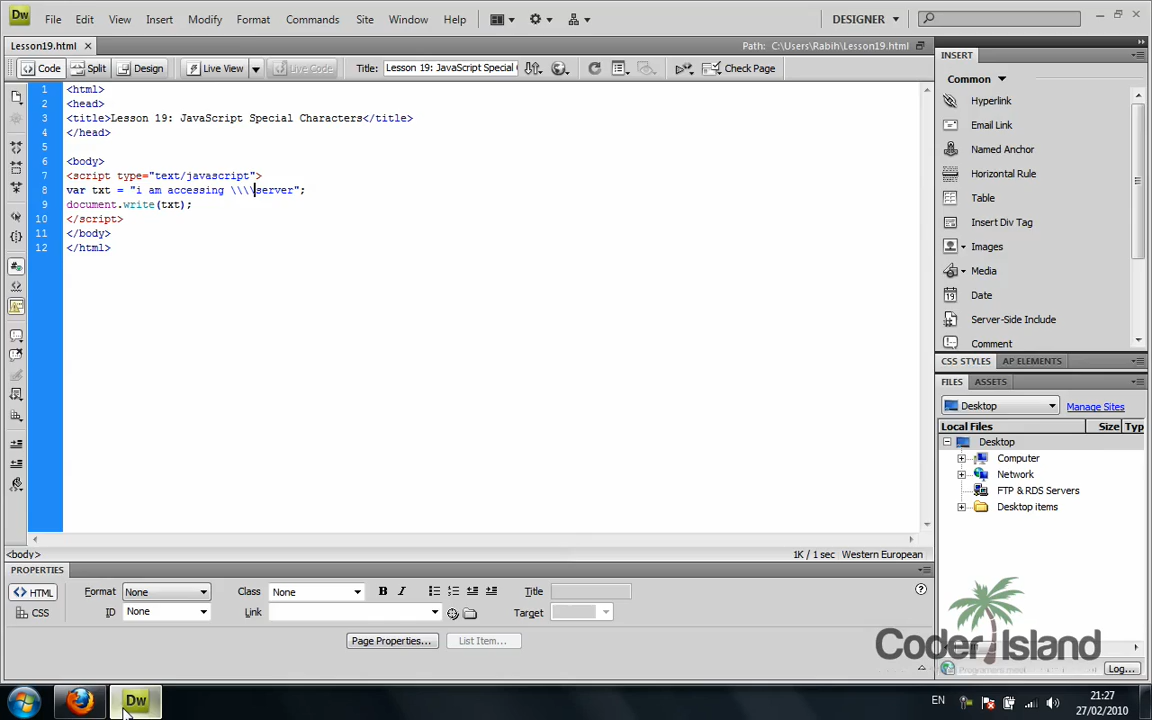 Dw
File Edit View Insert Modify Format Commands Site Window Help
DESIGNER
Lesson19.html
Path: C:\Users\Rabih\Lesson19.html
Code Split Design Live View Live Code Title: Lesson 19: JavaScript Special Check Page
1 <html>
2 <head>
3 <title>Lesson 19: JavaScript Special Characters</title>
4 </head>
5
6 <body>
7 <script type="text/javascript">
8 var txt = "i am accessing \\\\server";
9 document.write(txt);
10 </script>
11 </body>
12 </html>
<body>
1K / 1 sec Western European
INSERT
Common
Hyperlink
Email Link
Named Anchor
Horizontal Rule
Table
Insert Div Tag
Images
Media
Date
Server-Side Include
Comment
CSS STYLES AP ELEMENTS
FILES ASSETS
Desktop Manage Sites
Local Files Size Typ
Desktop
Computer
Network
FTP & RDS Servers
Desktop items
PROPERTIES
HTML Format None Class None B I Title
CSS ID None Link Target
Page Properties... List Item...
Coder Island
Log...
Dw
EN
21:27
27/02/2010